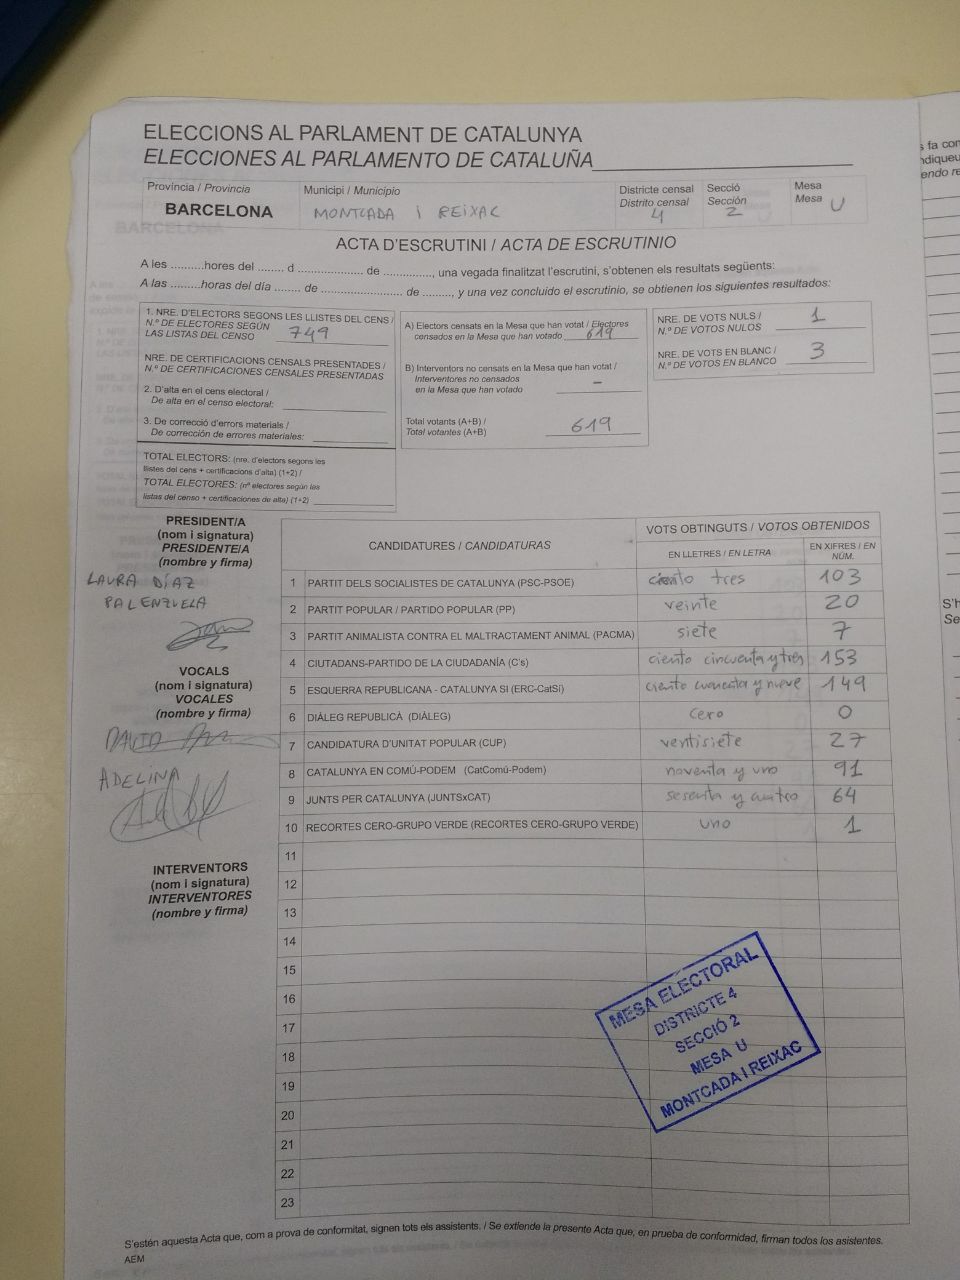 ELECCIONS AL PARLAMENT DE CATALUNYA
ELECCIONES AL PARLAMENTO DE CATALUÑA
Província / Provincia
BARCELONA
Municipi / Municipio
MONTCADA i REIXAC
Districte censal
Distrito censal
4
Secció
Sección
2
Mesa
Mesa U
ACTA D'ESCRUTINI / ACTA DE ESCRUTINIO
A les ..........hores del ........ d .................... de ..............., una vegada finalitzat l'escrutini, s'obtenen els resultats següents:
A las .........horas del día ....... de ......................... de ........., y una vez concluido el escrutinio, se obtienen los siguientes resultados:
1. NRE. D'ELECTORS SEGONS LES LLISTES DEL CENS /
N.º DE ELECTORES SEGÚN
LAS LISTAS DEL CENSO 749
NRE. DE CERTIFICACIONS CENSALS PRESENTADES /
N.º DE CERTIFICACIONES CENSALES PRESENTADAS
2. D'alta en el cens electoral /
De alta en el censo electoral:
3. De correcció d'errors materials /
De corrección de errores materiales:
TOTAL ELECTORS: (nre. d'electors segons les
llistes del cens + certificacions d'alta) (1+2) /
TOTAL ELECTORES: (nº electores según las
listas del censo + certificaciones de alta) (1+2)
A) Electors censats en la Mesa que han votat / Electores
censados en la Mesa que han votado 619
B) Interventors no censats en la Mesa que han votat /
Interventores no censados
en la Mesa que han votado –
Total votants (A+B) /
Total votantes (A+B) 619
NRE. DE VOTS NULS /
N.º DE VOTOS NULOS 1
NRE. DE VOTS EN BLANC /
N.º DE VOTOS EN BLANCO 3
PRESIDENT/A
(nom i signatura)
PRESIDENTE/A
(nombre y firma)
LAURA DÍAZ
PALENZUELA
VOCALS
(nom i signatura)
VOCALES
(nombre y firma)
DAVID
ADELINA
INTERVENTORS
(nom i signatura)
INTERVENTORES
(nombre y firma)
CANDIDATURES / CANDIDATURAS
VOTS OBTINGUTS / VOTOS OBTENIDOS
EN LLETRES / EN LETRA
EN XIFRES / EN NÚM.
1 PARTIT DELS SOCIALISTES DE CATALUNYA (PSC-PSOE) ciento tres 103
2 PARTIT POPULAR / PARTIDO POPULAR (PP) veinte 20
3 PARTIT ANIMALISTA CONTRA EL MALTRACTAMENT ANIMAL (PACMA) siete 7
4 CIUTADANS-PARTIDO DE LA CIUDADANÍA (C's) ciento cincuenta y tres 153
5 ESQUERRA REPUBLICANA - CATALUNYA SI (ERC-CatSí) ciento cuarenta y nueve 149
6 DIÀLEG REPUBLICÀ (DIÀLEG) cero 0
7 CANDIDATURA D'UNITAT POPULAR (CUP) ventisiete 27
8 CATALUNYA EN COMÚ-PODEM (CatComú-Podem) noventa y uno 91
9 JUNTS PER CATALUNYA (JUNTSxCAT) sesenta y cuatro 64
10 RECORTES CERO-GRUPO VERDE (RECORTES CERO-GRUPO VERDE) uno 1
11
12
13
14
15
16
17
18
19
20
21
22
23
MESA ELECTORAL
DISTRICTE 4
SECCIÓ 2
MESA U
MONTCADA I REIXAC
S'estén aquesta Acta que, com a prova de conformitat, signen tots els assistents. / Se extiende la presente Acta que, en prueba de conformidad, firman todos los asistentes.
AEM